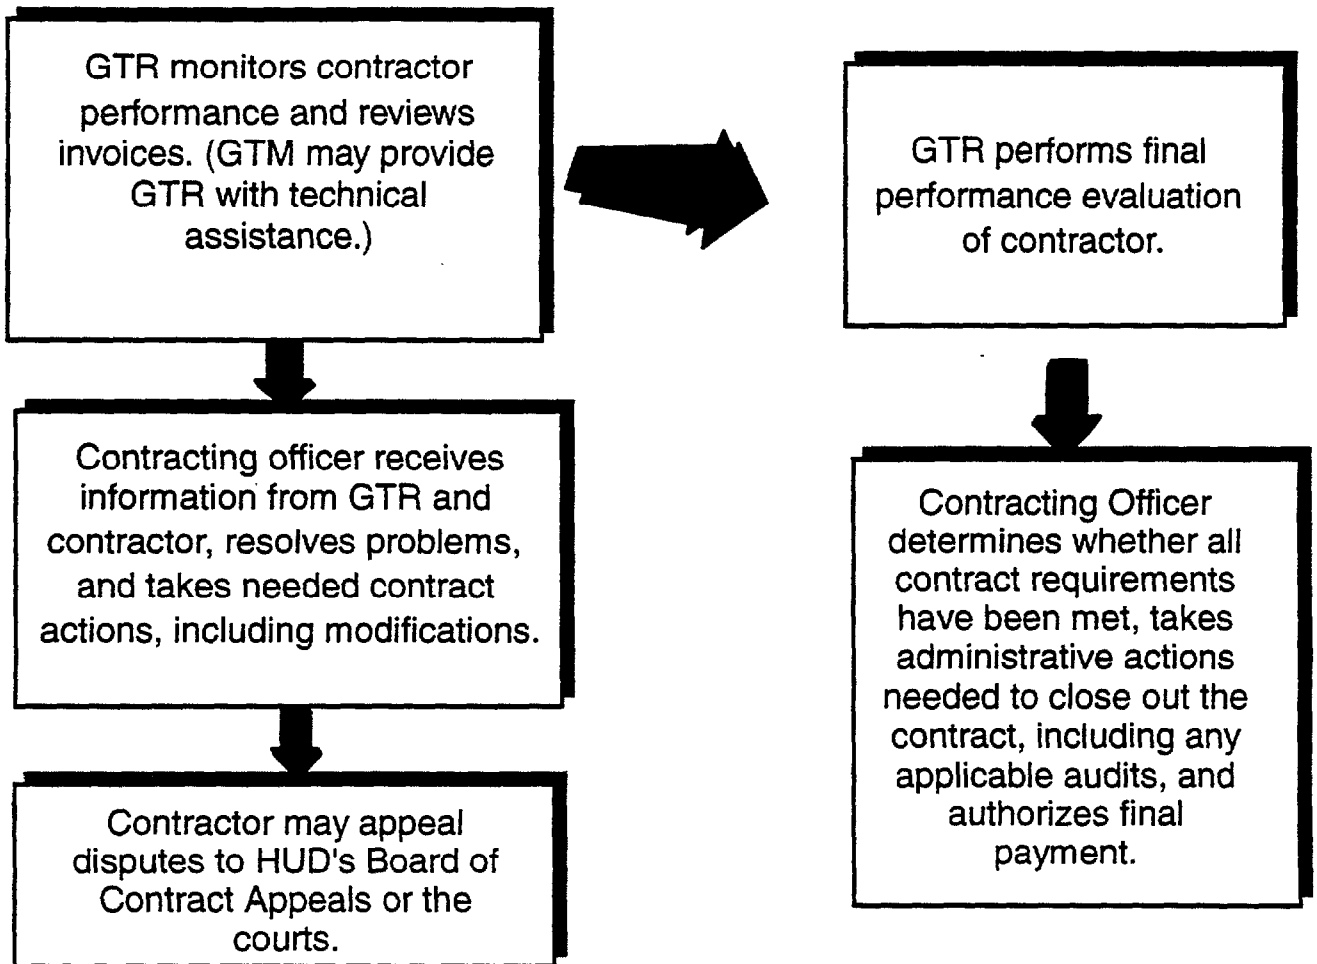 GTR monitors contractor
performance and reviews
invoices. (GTM may provide
GTR with technical
assistance.)
Contracting officer receives
information from GTR and
contractor, resolves problems,
and takes needed contract
actions, including modifications.
Contractor may appeal
disputes to HUD's Board of
Contract Appeals or the
courts.
GTR performs final
performance evaluation
of contractor.
Contracting Officer
determines whether all
contract requirements
have been met, takes
administrative actions
needed to close out the
contract, including any
applicable audits, and
authorizes final
payment.